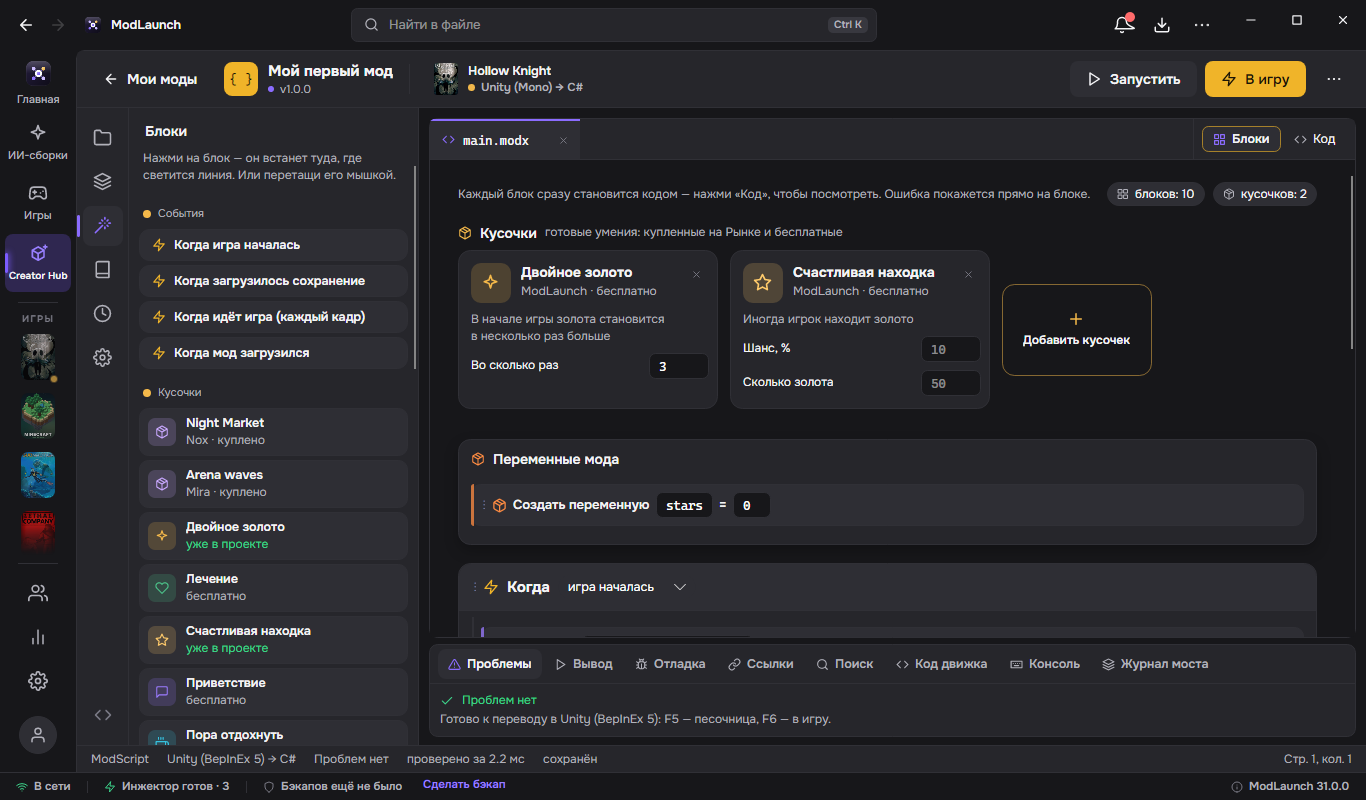 ModLaunch
Найти в файле
Ctrl K
Главная
ИИ-сборки
Игры
Creator Hub
ИГРЫ
MINECRAFT
LETHAL
COMPANY
Мои моды
{ }
Мой первый мод
v1.0.0
Hollow Knight
Unity (Mono) → C#
Запустить
В игру
Блоки
Нажми на блок — он встанет туда, где
светится линия. Или перетащи его мышкой.
События
Когда игра началась
Когда загрузилось сохранение
Когда идёт игра (каждый кадр)
Когда мод загрузился
Кусочки
Night Market
Nox · куплено
Arena waves
Mira · куплено
Двойное золото
уже в проекте
Лечение
бесплатно
Счастливая находка
уже в проекте
Приветствие
бесплатно
Пора отдохнуть
main.modx
Блоки
Код
Каждый блок сразу становится кодом — нажми «Код», чтобы посмотреть. Ошибка покажется прямо на блоке.
блоков: 10
кусочков: 2
Кусочки готовые умения: купленные на Рынке и бесплатные
Двойное золото
ModLaunch · бесплатно
В начале игры золота становится
в несколько раз больше
Во сколько раз 3
Счастливая находка
ModLaunch · бесплатно
Иногда игрок находит золото
Шанс, % 10
Сколько золота 50
Добавить кусочек
Переменные мода
Создать переменную stars = 0
Когда игра началась
Проблемы
Вывод
Отладка
Ссылки
Поиск
Код движка
Консоль
Журнал моста
Проблем нет
Готово к переводу в Unity (BepInEx 5): F5 — песочница, F6 — в игру.
ModScript
Unity (BepInEx 5) → C#
Проблем нет
проверено за 2.2 мс
сохранён
Стр. 1, кол. 1
В сети
Инжектор готов · 3
Бэкапов ещё не было
Сделать бэкап
ModLaunch 31.0.0